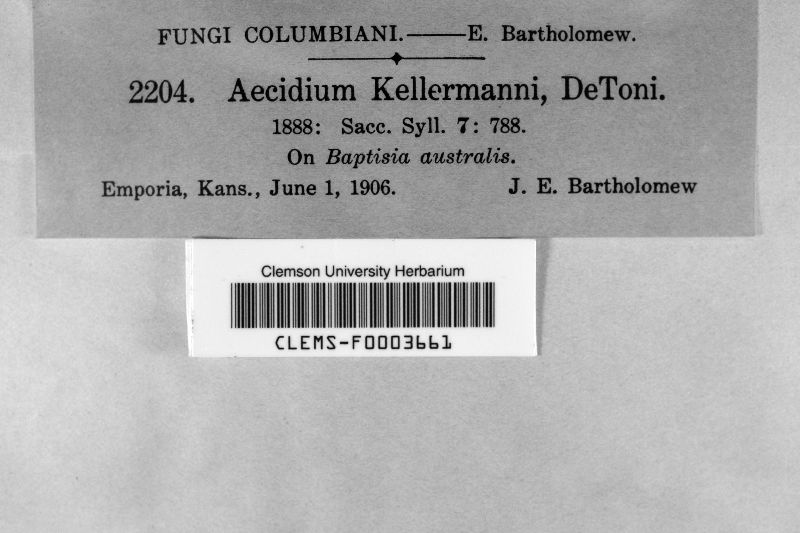 FUNGI COLUMBIANI.——E. Bartholomew.
2204. Aecidium Kellermanni, DeToni.
1888: Sacc. Syll. 7: 788.
On Baptisia australis.
Emporia, Kans., June 1, 1906. J. E. Bartholomew
Clemson University Herbarium
CLEMS-F0003661